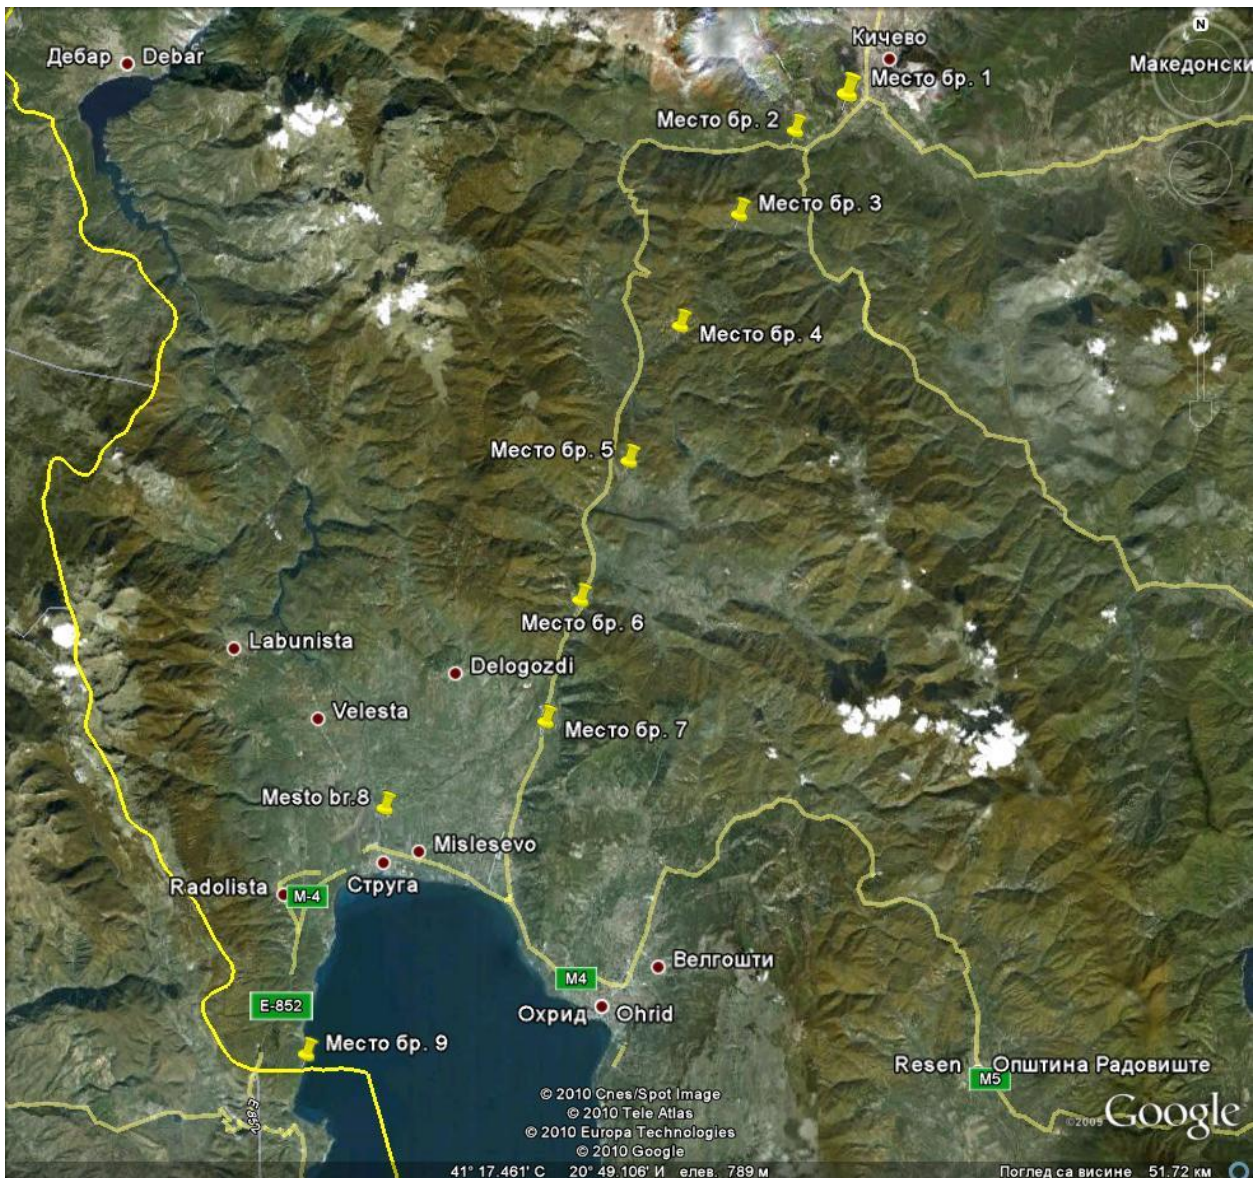 N
Кичево
Дебар Debar
Македонски
Место бр. 1
Место бр. 2
Место бр. 3
Место бр. 4
Место бр. 5
Место бр. 6
Labunista
Delogozdi
Velesta
Место бр. 7
Mesto br.8
Mislesevo
Струга
Radolista
M-4
Велгошти
M4
E-852
Охрид Ohrid
Место бр. 9
Resen Општина Радовиште
M5
E-852
© 2010 Cnes/Spot Image
© 2010 Tele Atlas
© 2010 Europa Technologies
© 2010 Google
©2009 Google
41° 17.461' С 20° 49.106' И елев. 789 м
Поглед са висине 51.72 км